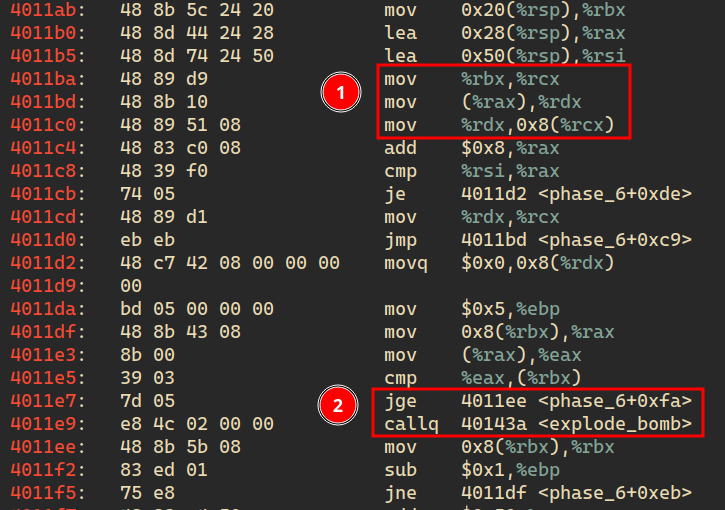 4011ab: 48 8b 5c 24 20 mov 0x20(%rsp),%rbx
4011b0: 48 8d 44 24 28 lea 0x28(%rsp),%rax
4011b5: 48 8d 74 24 50 lea 0x50(%rsp),%rsi
4011ba: 48 89 d9 mov %rbx,%rcx
1
4011bd: 48 8b 10 mov (%rax),%rdx
4011c0: 48 89 51 08 mov %rdx,0x8(%rcx)
4011c4: 48 83 c0 08 add $0x8,%rax
4011c8: 48 39 f0 cmp %rsi,%rax
4011cb: 74 05 je 4011d2 <phase_6+0xde>
4011cd: 48 89 d1 mov %rdx,%rcx
4011d0: eb eb jmp 4011bd <phase_6+0xc9>
4011d2: 48 c7 42 08 00 00 00 movq $0x0,0x8(%rdx)
4011d9: 00
4011da: bd 05 00 00 00 mov $0x5,%ebp
4011df: 48 8b 43 08 mov 0x8(%rbx),%rax
4011e3: 8b 00 mov (%rax),%eax
4011e5: 39 03 cmp %eax,(%rbx)
4011e7: 7d 05 jge 4011ee <phase_6+0xfa>
2
4011e9: e8 4c 02 00 00 callq 40143a <explode_bomb>
4011ee: 48 8b 5b 08 mov 0x8(%rbx),%rbx
4011f2: 83 ed 01 sub $0x1,%ebp
4011f5: 75 e8 jne 4011df <phase_6+0xeb>